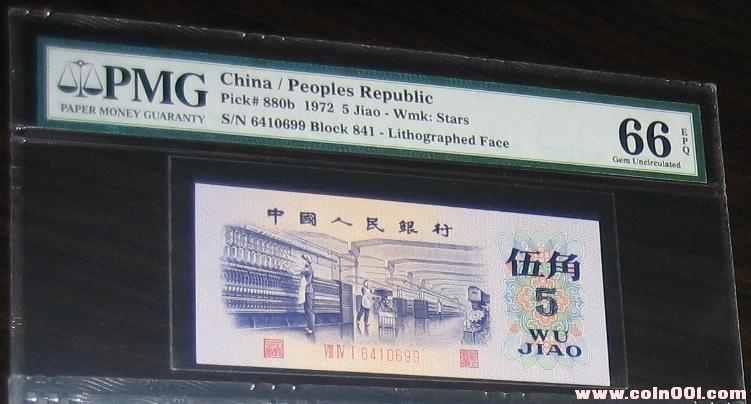 PMG
PAPER MONEY GUARANTY
China / Peoples Republic
Pick# 880b 1972 5 Jiao - Wmk: Stars
S/N 6410699 Block 841 - Lithographed Face
66 EPQ
Gem Uncirculated
中國人民銀行
伍角
5
WU
JIAO
VIII IV I 6410699
www.coin001.com